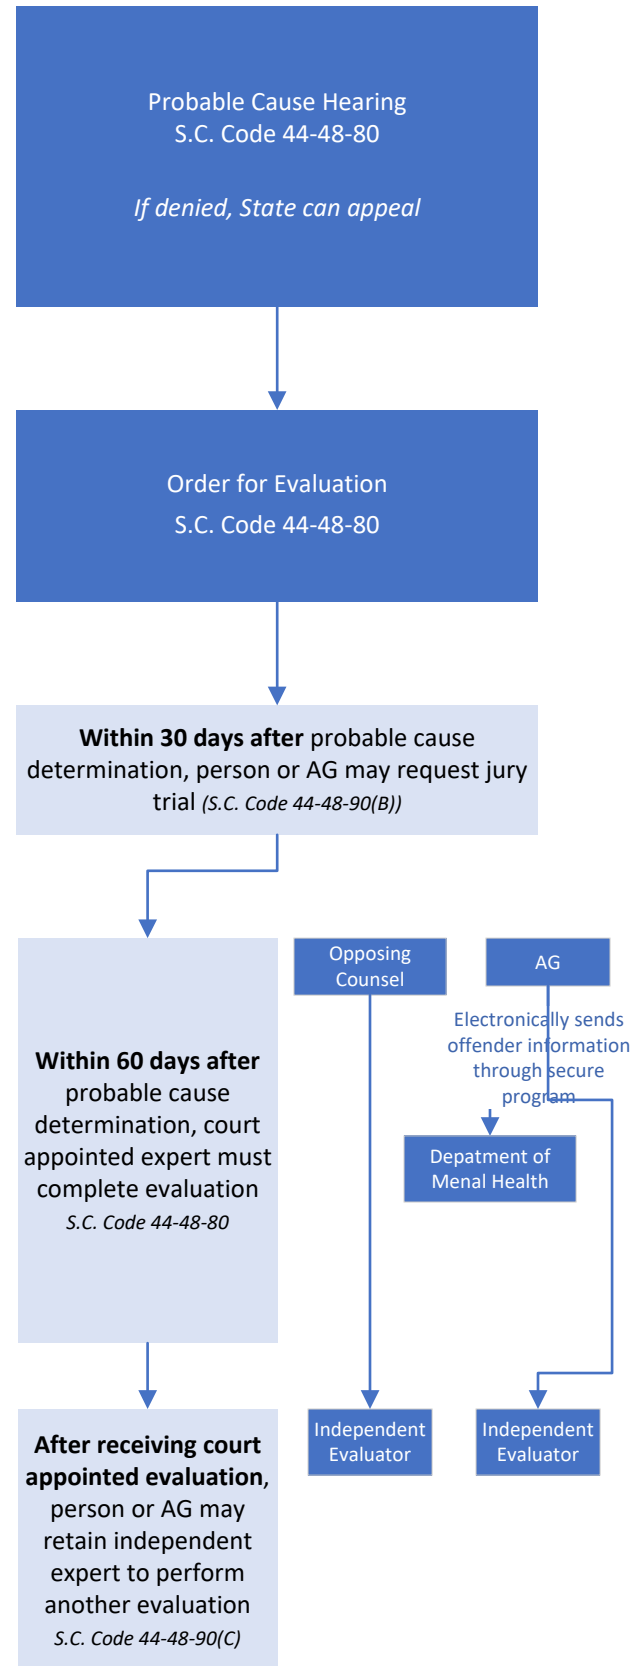 Probable Cause Hearing
S.C. Code 44-48-80
If denied, State can appeal
Order for Evaluation
S.C. Code 44-48-80
Within 30 days after probable cause
determination, person or AG may request jury
trial (S.C. Code 44-48-90(B))
Within 60 days after
probable cause
determination, court
appointed expert must
complete evaluation
S.C. Code 44-48-80
Opposing
Counsel
AG
Electronically sends
offender information
through secure
program
Depatment of
Menal Health
After receiving court
appointed evaluation,
person or AG may
retain independent
expert to perform
another evaluation
S.C. Code 44-48-90(C)
Independent
Evaluator
Independent
Evaluator